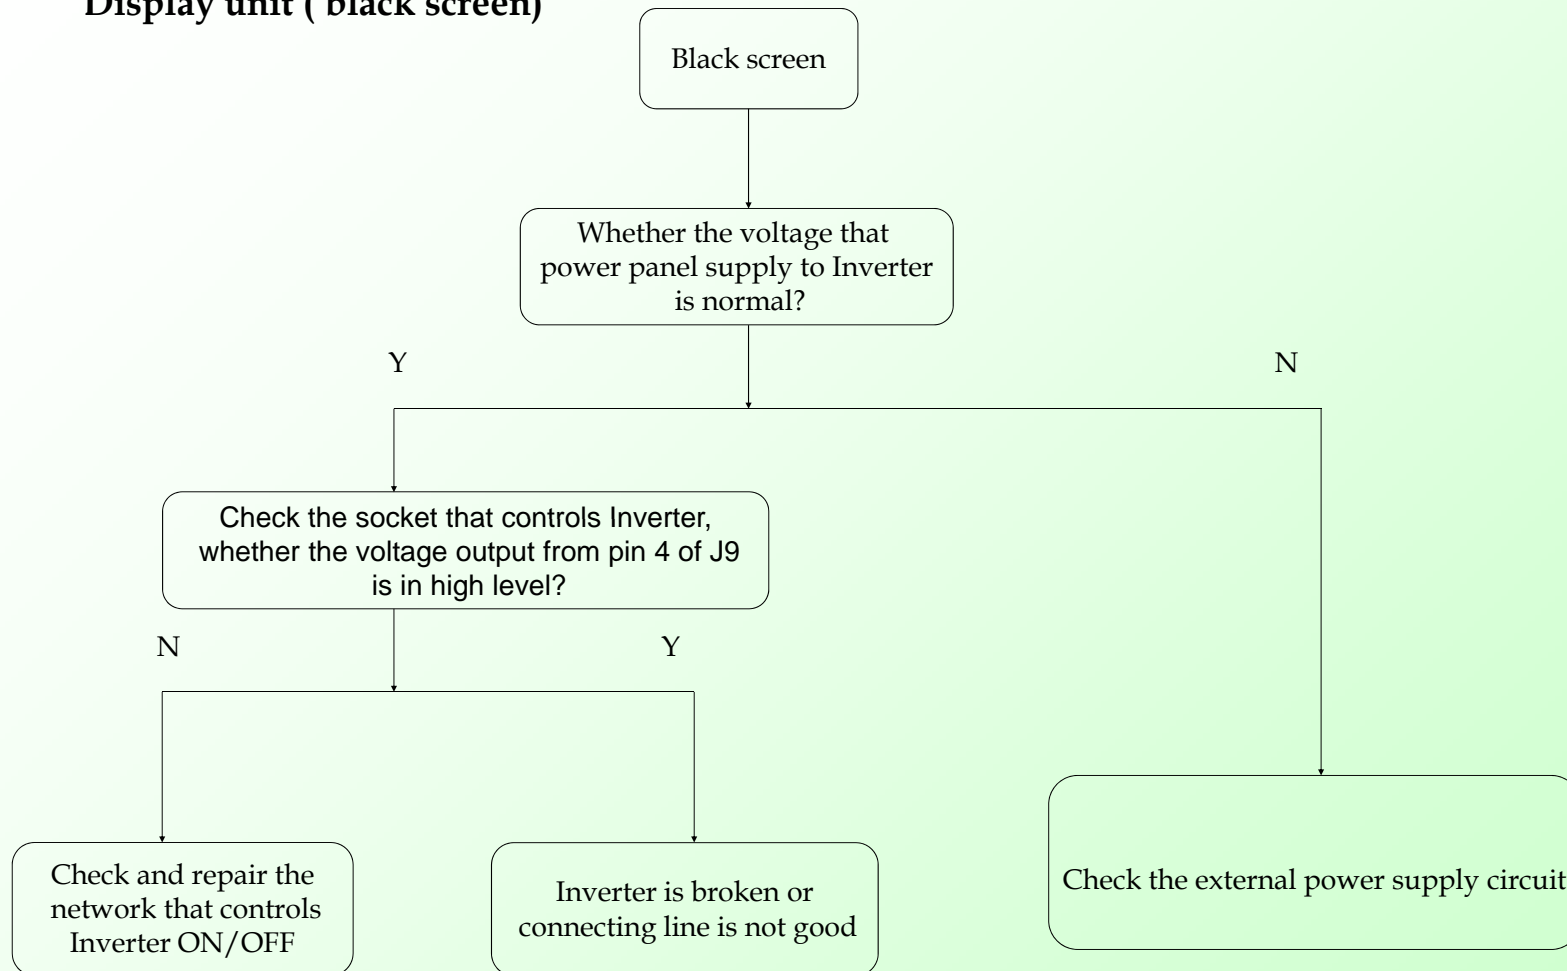 Display unit ( black screen)
Black screen
Whether the voltage that
power panel supply to Inverter
is normal?
Y
N
Check the socket that controls Inverter,
whether the voltage output from pin 4 of J9
is in high level?
N
Y
Check and repair the
network that controls
Inverter ON/OFF
Inverter is broken or
connecting line is not good
Check the external power supply circuit